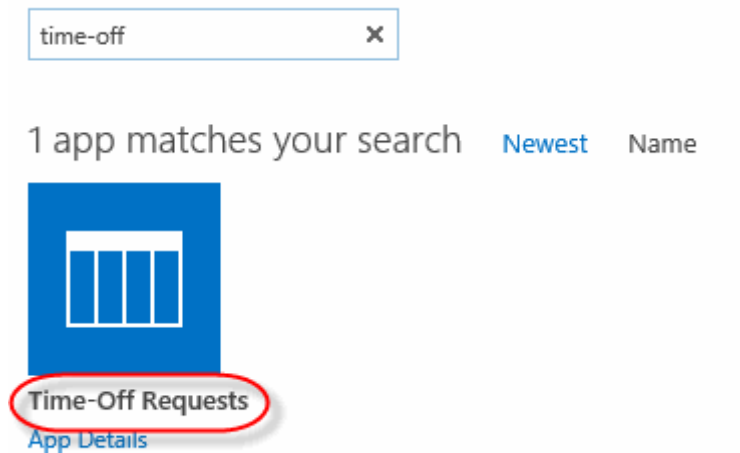 time-off
1 app matches your search Newest Name
Time-Off Requests
App Details